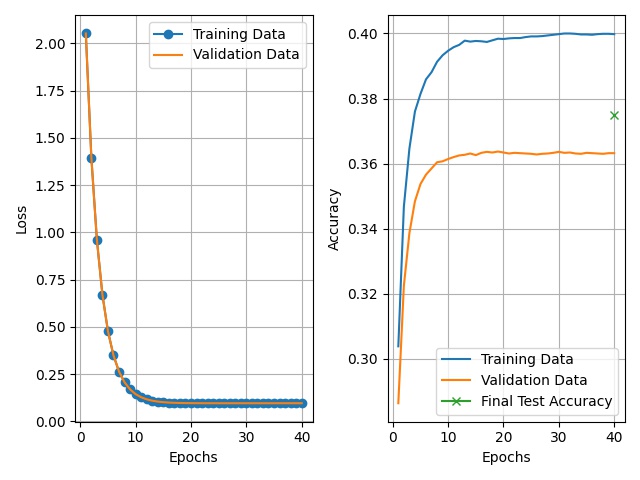 2.00
1.75
1.50
1.25
1.00
0.75
0.50
0.25
0.00
0
20
40
Loss
Epochs
Training Data
Validation Data
0.40
0.38
0.36
0.34
0.32
0.30
0
10
20
30
40
Accuracy
Epochs
Training Data
Validation Data
Final Test Accuracy